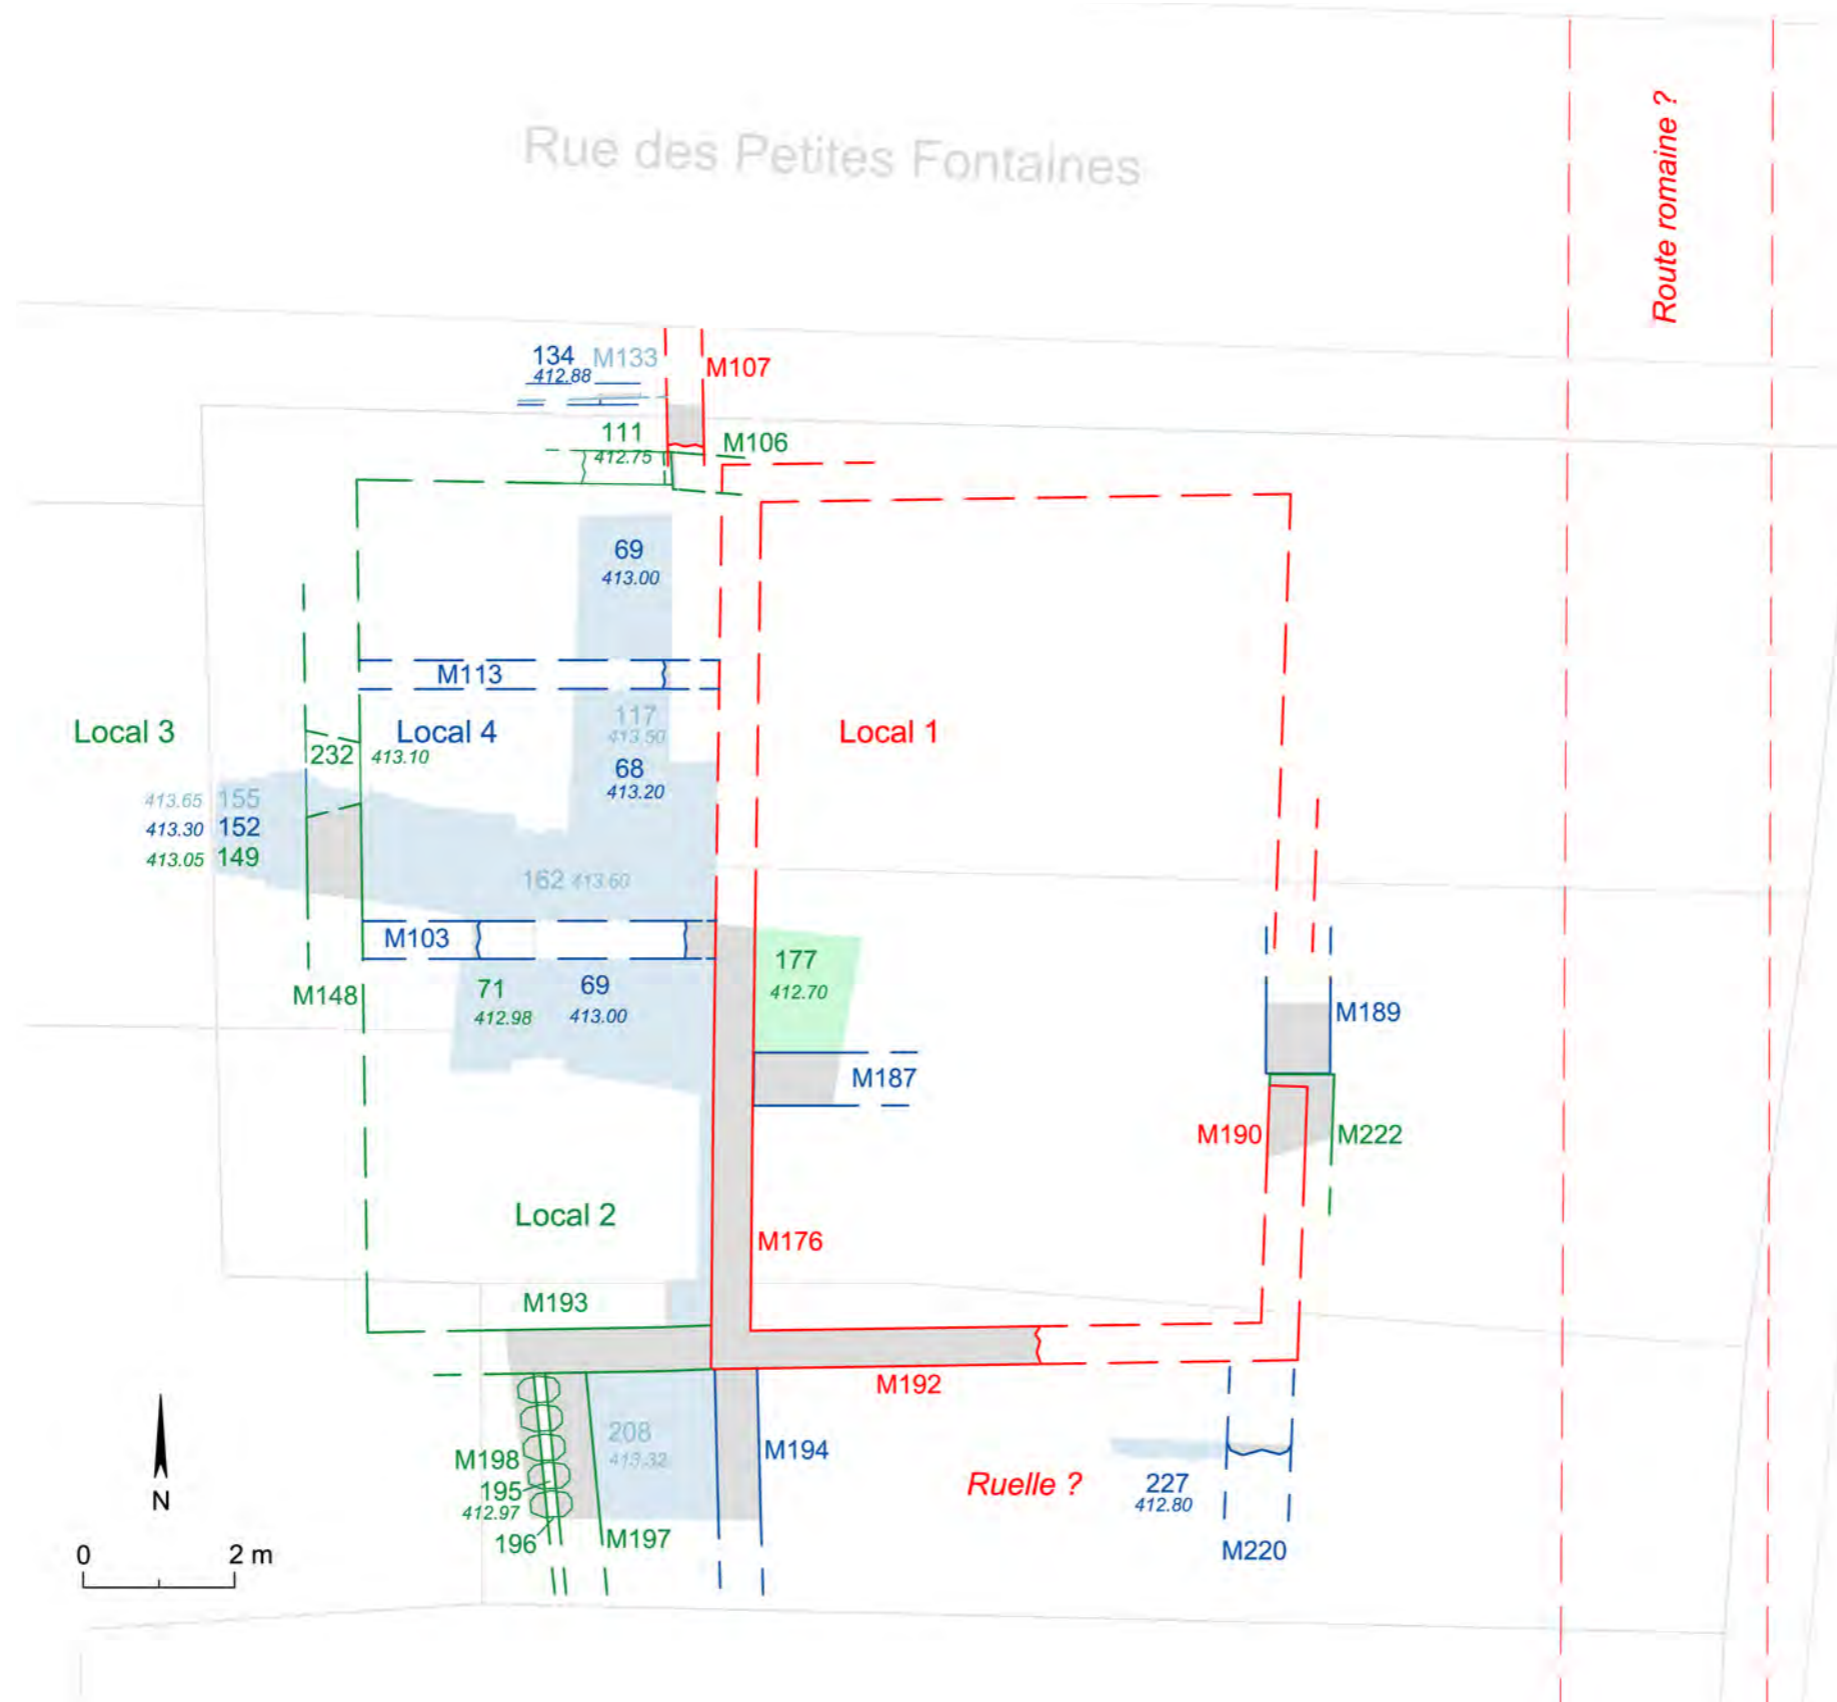 Route romaine ?
Rue des Petites Fontaines
134 M133
412.88
M107
111
412.75
M106
69
413.00
M113
117
413.50
Local 3
Local 4
Local 1
232 413.10
68
413.20
413.65 155
413.30 152
413.05 149
162 413.60
M103
177
412.70
71
412.98
69
413.00
M148
M189
M187
M190
M222
Local 2
M176
M193
M192
208
413.32
M198
M194
195
412.97
196
M197
Ruelle ?
227
412.80
M220
N
0 2 m